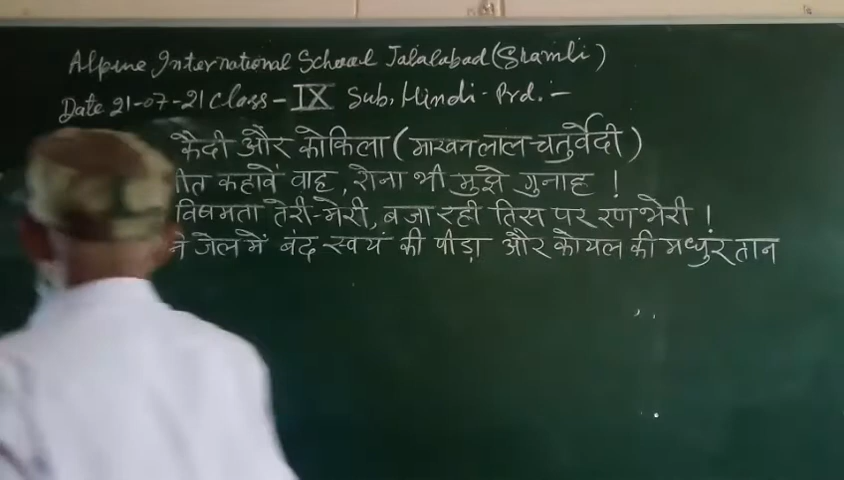 Alpine International School Jalalabad (Shamli)
Date 21-07-21 Class - IX Sub. Hindi - Prd. :-
कैदी और कोकिला ( माखनलाल चतुर्वेदी )
कहावें वाह , रोना भी मुझे गुनाह !
विषमता तेरी-मेरी, बजा रही तिस पर रणभेरी !
जेल में बंद स्वयं की पीड़ा और कोयल की मधुर तान